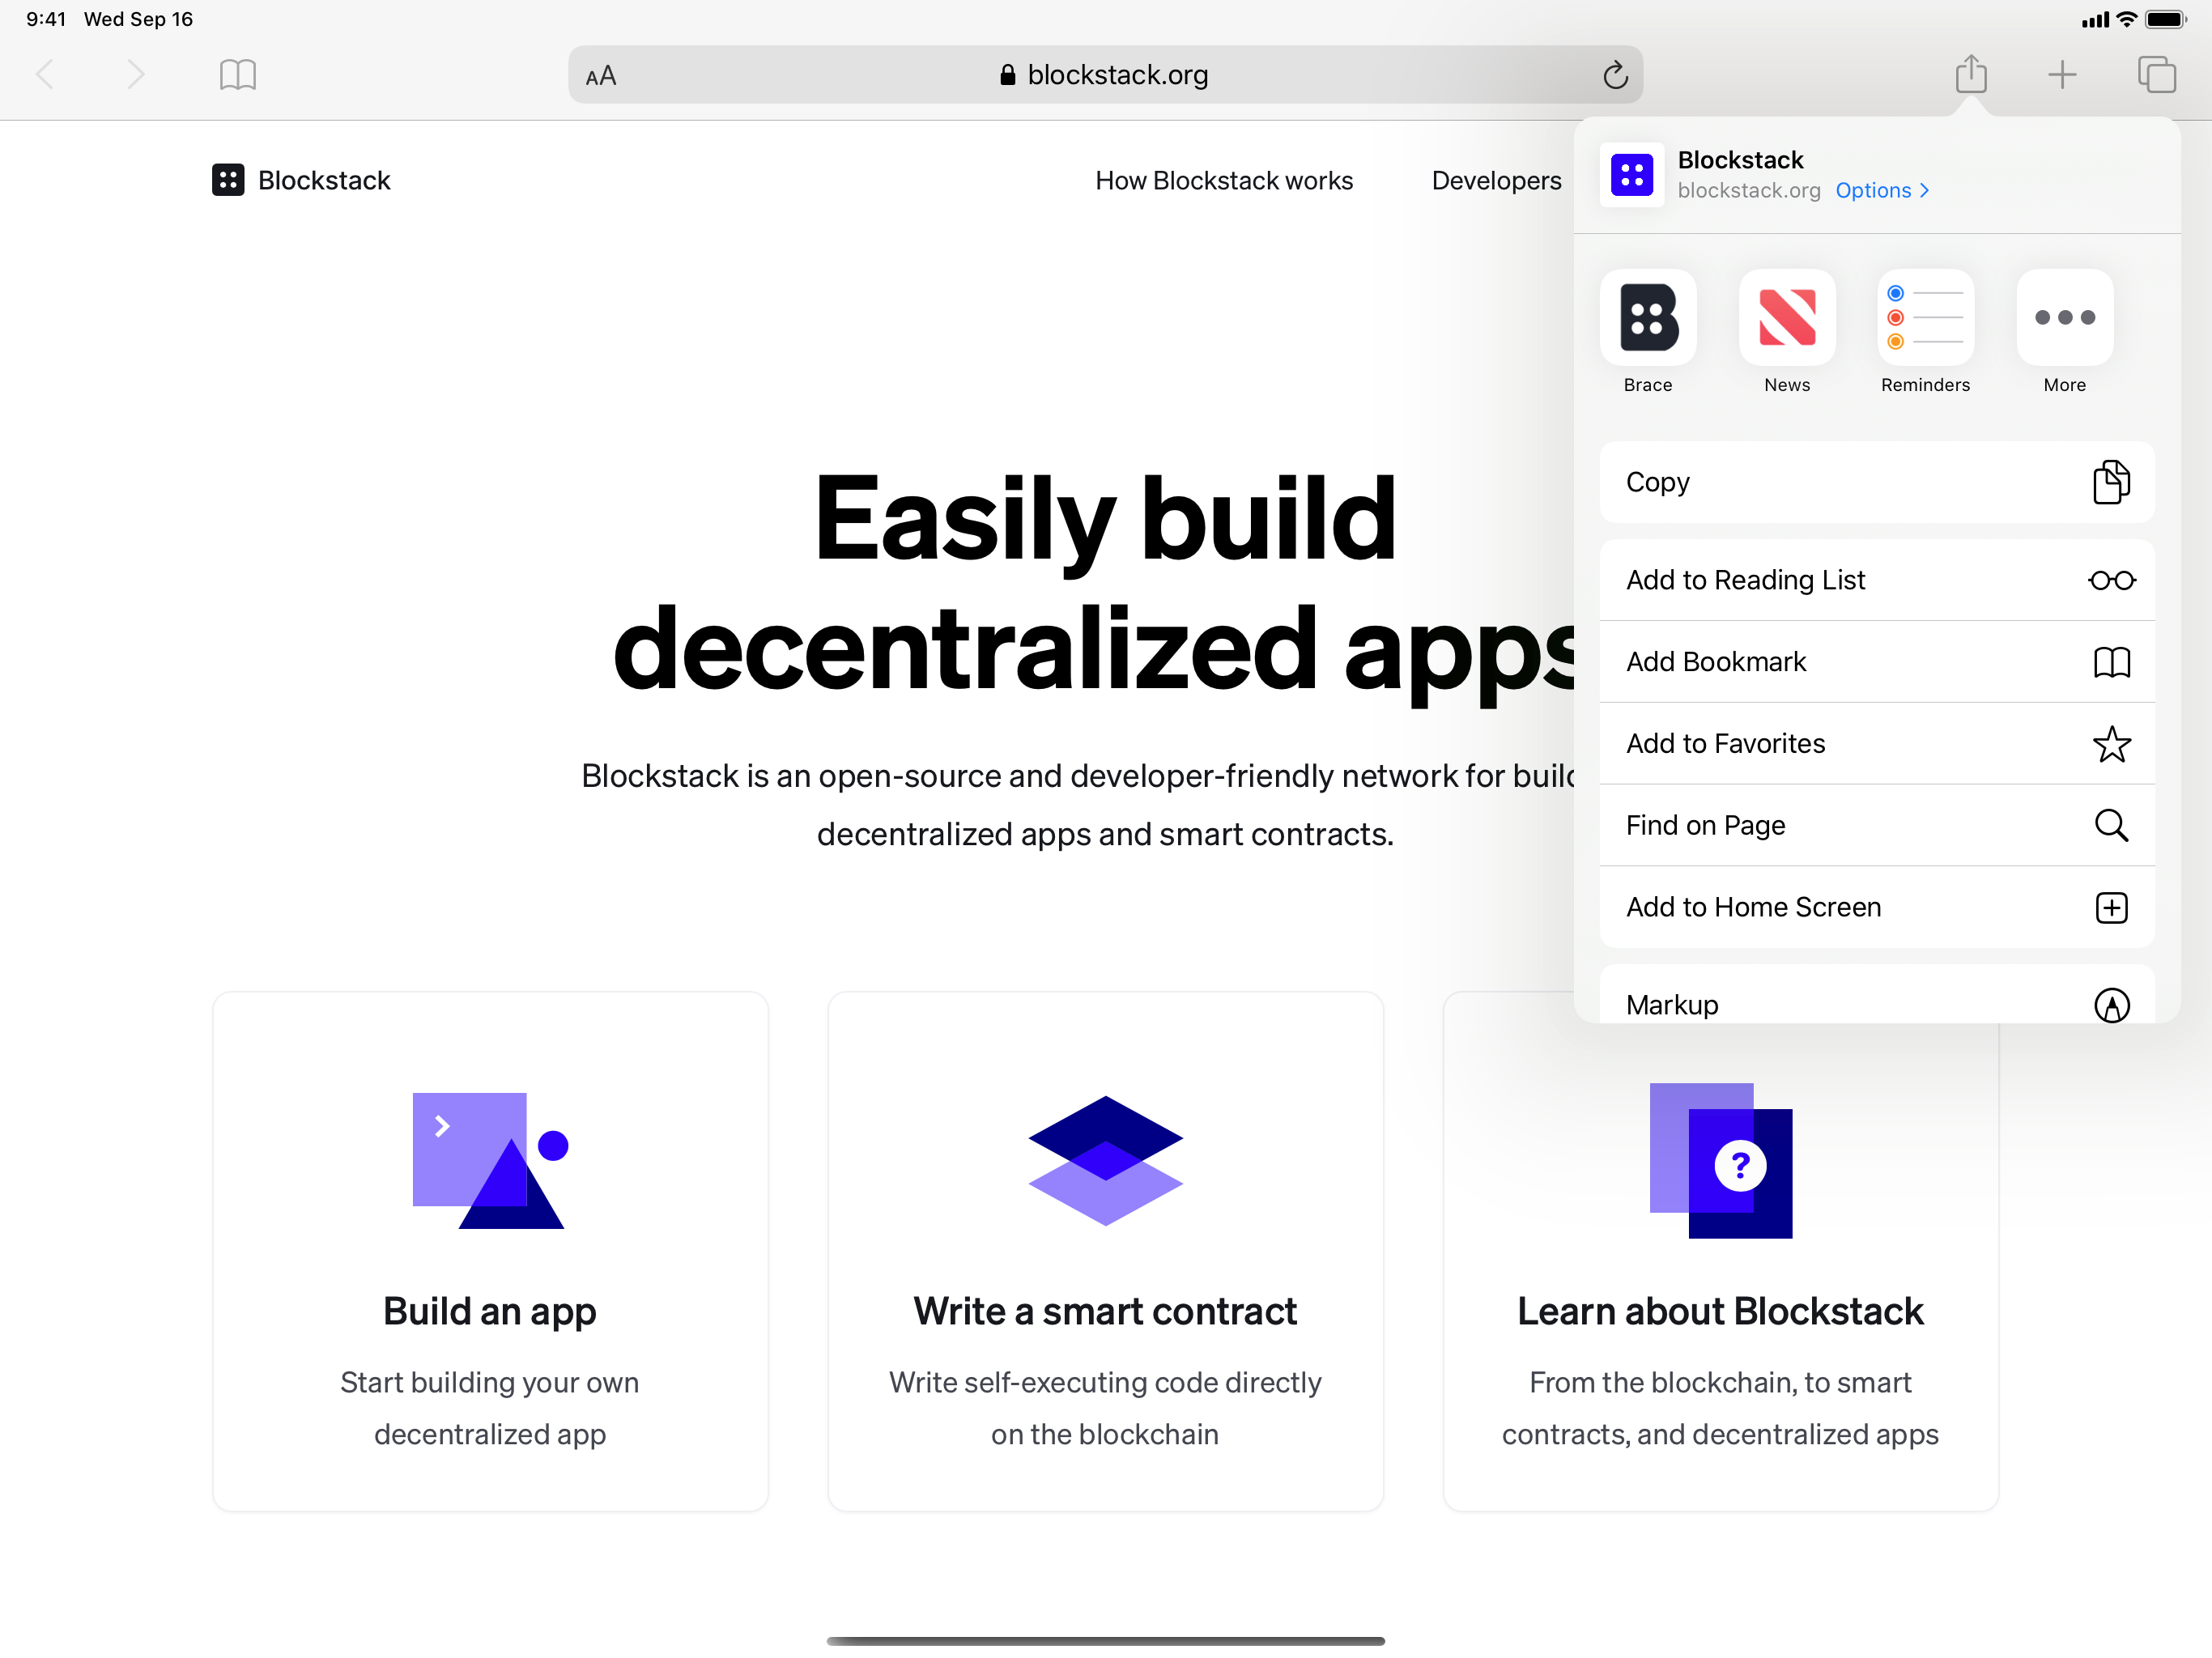 9:41 Wed Sep 16
AA blockstack.org
Blockstack How Blockstack works Developers
Blockstack
blockstack.org Options
Brace News Reminders More
Copy
Add to Reading List
Add Bookmark
Add to Favorites
Find on Page
Add to Home Screen
Markup
Easily build
decentralized apps
Blockstack is an open-source and developer-friendly network for
decentralized apps and smart contracts.
?
Build an app
Start building your own
decentralized app
Write a smart contract
Write self-executing code directly
on the blockchain
Learn about Blockstack
From the blockchain, to smart
contracts, and decentralized apps